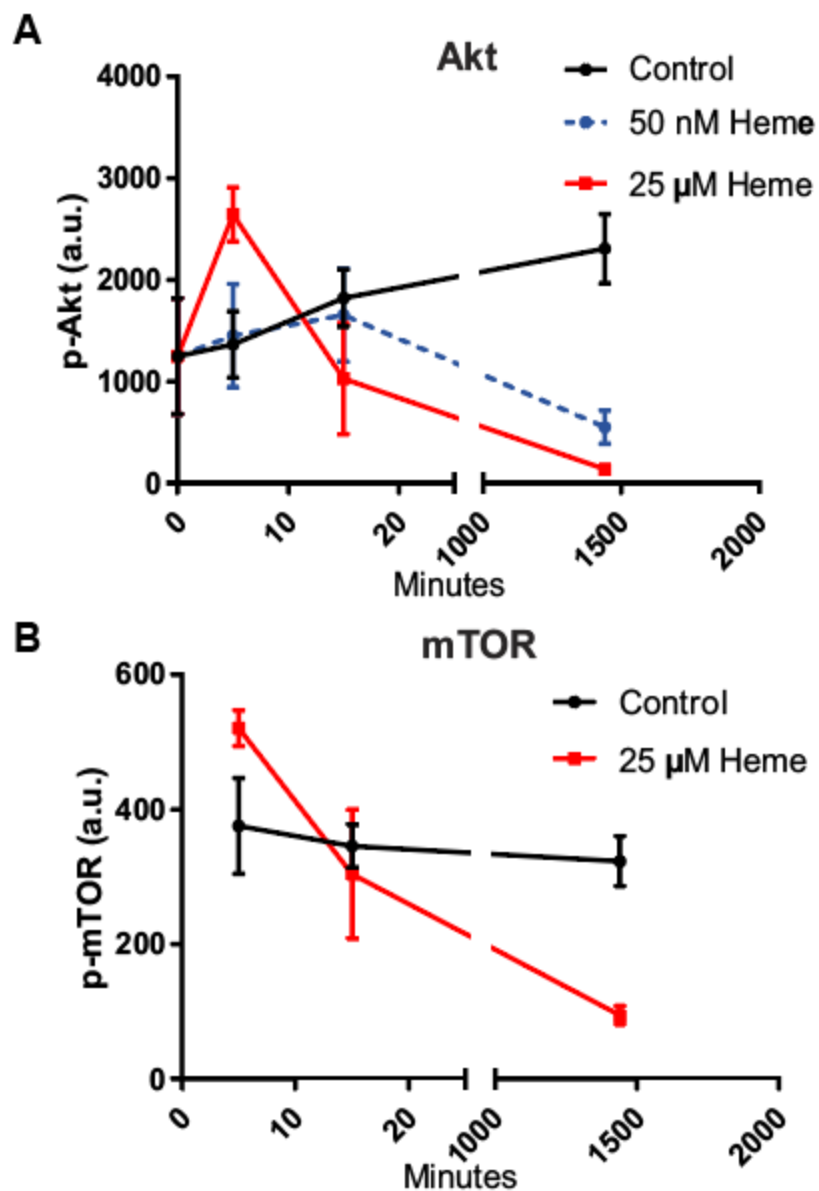 A
Akt
Control
50 nM Heme
25 µM Heme
p-Akt (a.u.)
4000
3000
2000
1000
0
0
10
20
1000
1500
2000
Minutes
B
mTOR
Control
25 µM Heme
p-mTOR (a.u.)
600
400
200
0
0
10
20
1000
1500
2000
Minutes